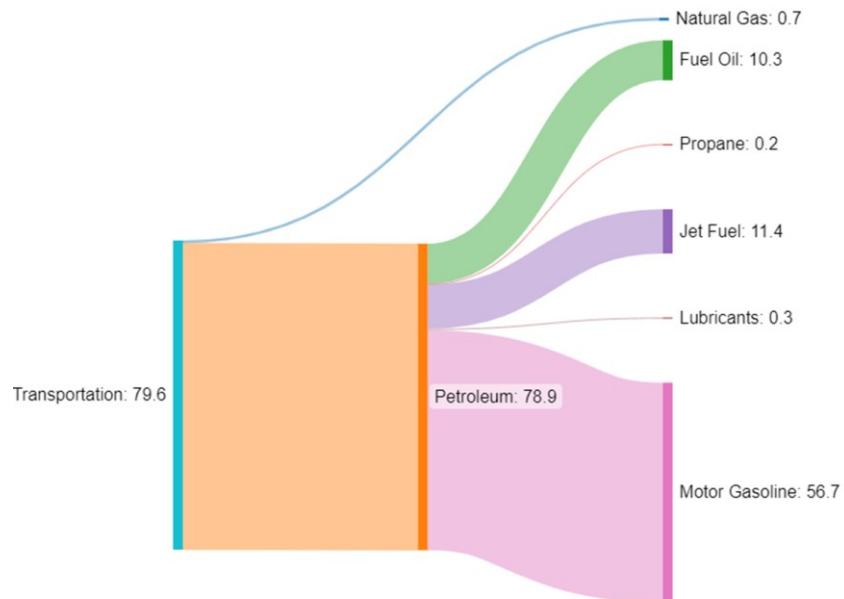 Natural Gas: 0.7
Fuel Oil: 10.3
Propane: 0.2
Jet Fuel: 11.4
Lubricants: 0.3
Transportation: 79.6
Petroleum: 78.9
Motor Gasoline: 56.7